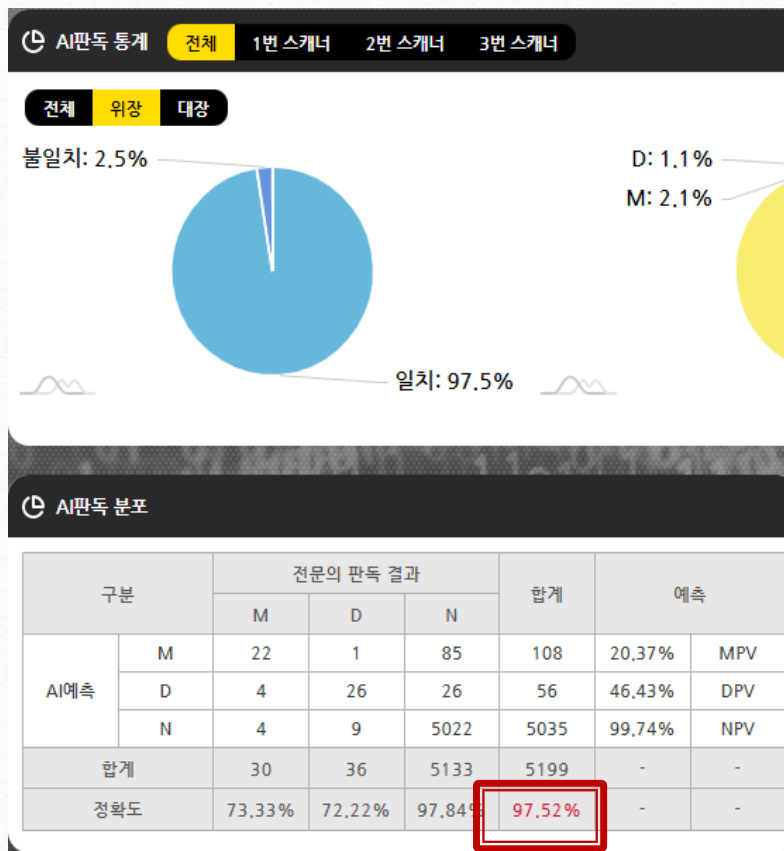 AI판독 통계 전체 1번 스캐너 2번 스캐너 3번 스캐너
전체 위장 대장
불일치: 2.5%
D: 1.1%
M: 2.1%
일치: 97.5%
AI판독 분포
구분 전문의 판독 결과 합계 예측
M D N
AI예측 M 22 1 85 108 20.37% MPV
D 4 26 26 56 46.43% DPV
N 4 9 5022 5035 99.74% NPV
합계 30 36 5133 5199 - -
정확도 73.33% 72.22% 97.84% 97.52% - -